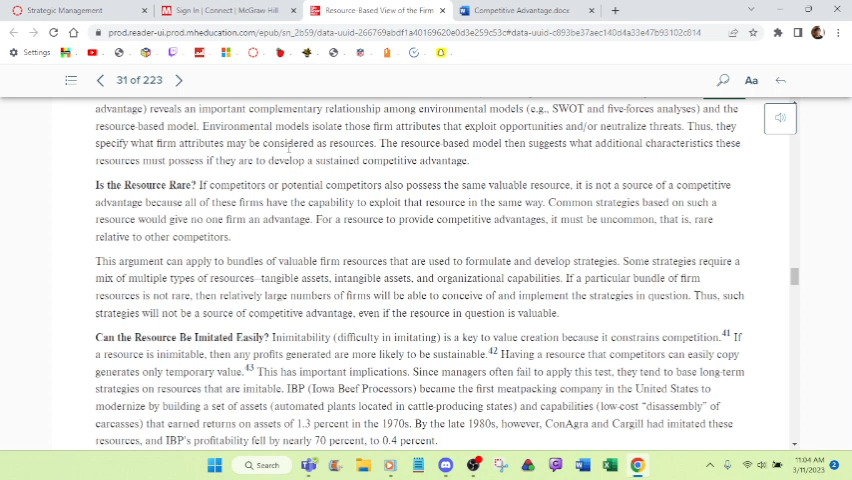 Strategic Management
Sign In | Connect | McGraw Hill
Resource-Based View of the Firm
Competitive Advantage.docx
prod.reader-ui.prod.mheducation.com/epub/sn_2b59/data-uuid-266769abdf1a40169620e0d3e259c53c#data-uuid-c893be37aec140d4a33e47b93102c814
Settings
31 of 223
Aa
advantage) reveals an important complementary relationship among environmental models (e.g., SWOT and five-forces analyses) and the
resource-based model. Environmental models isolate those firm attributes that exploit opportunities and/or neutralize threats. Thus, they
specify what firm attributes may be considered as resources. The resource-based model then suggests what additional characteristics these
resources must possess if they are to develop a sustained competitive advantage.
Is the Resource Rare? If competitors or potential competitors also possess the same valuable resource, it is not a source of a competitive
advantage because all of these firms have the capability to exploit that resource in the same way. Common strategies based on such a
resource would give no one firm an advantage. For a resource to provide competitive advantages, it must be uncommon, that is, rare
relative to other competitors.
This argument can apply to bundles of valuable firm resources that are used to formulate and develop strategies. Some strategies require a
mix of multiple types of resources–tangible assets, intangible assets, and organizational capabilities. If a particular bundle of firm
resources is not rare, then relatively large numbers of firms will be able to conceive of and implement the strategies in question. Thus, such
strategies will not be a source of competitive advantage, even if the resource in question is valuable.
Can the Resource Be Imitated Easily? Inimitability (difficulty in imitating) is a key to value creation because it constrains competition.41 If
a resource is inimitable, then any profits generated are more likely to be sustainable.42 Having a resource that competitors can easily copy
generates only temporary value.43 This has important implications. Since managers often fail to apply this test, they tend to base long-term
strategies on resources that are imitable. IBP (Iowa Beef Processors) became the first meatpacking company in the United States to
modernize by building a set of assets (automated plants located in cattle-producing states) and capabilities (low-cost “disassembly” of
carcasses) that earned returns on assets of 1.3 percent in the 1970s. By the late 1980s, however, ConAgra and Cargill had imitated these
resources, and IBP's profitability fell by nearly 70 percent, to 0.4 percent.
Search
11:04 AM
3/11/2023
2